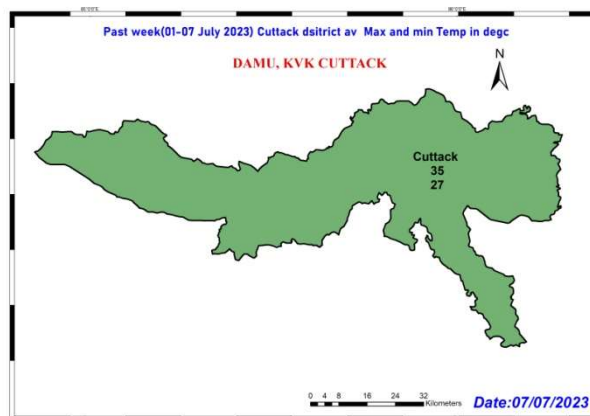 Past week(01-07 July 2023) Cuttack dsitrict av Max and min Temp in degc
DAMU, KVK CUTTACK
N
Cuttack
35
27
0 4 8 16 24 32
Kilometers
Date:07/07/2023